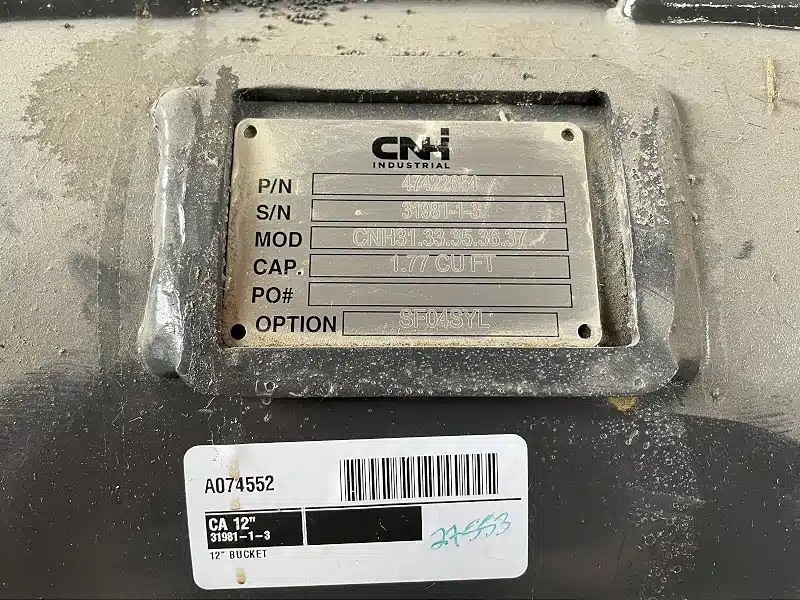 CNH
INDUSTRIAL
P/N 47422654
S/N 31981-1-3
MOD CNH31.33.35.36.37
CAP. 1.77 CU FT
PO#
OPTION SF04SYL
A074552
CA 12"
31981-1-3
12" BUCKET
27553